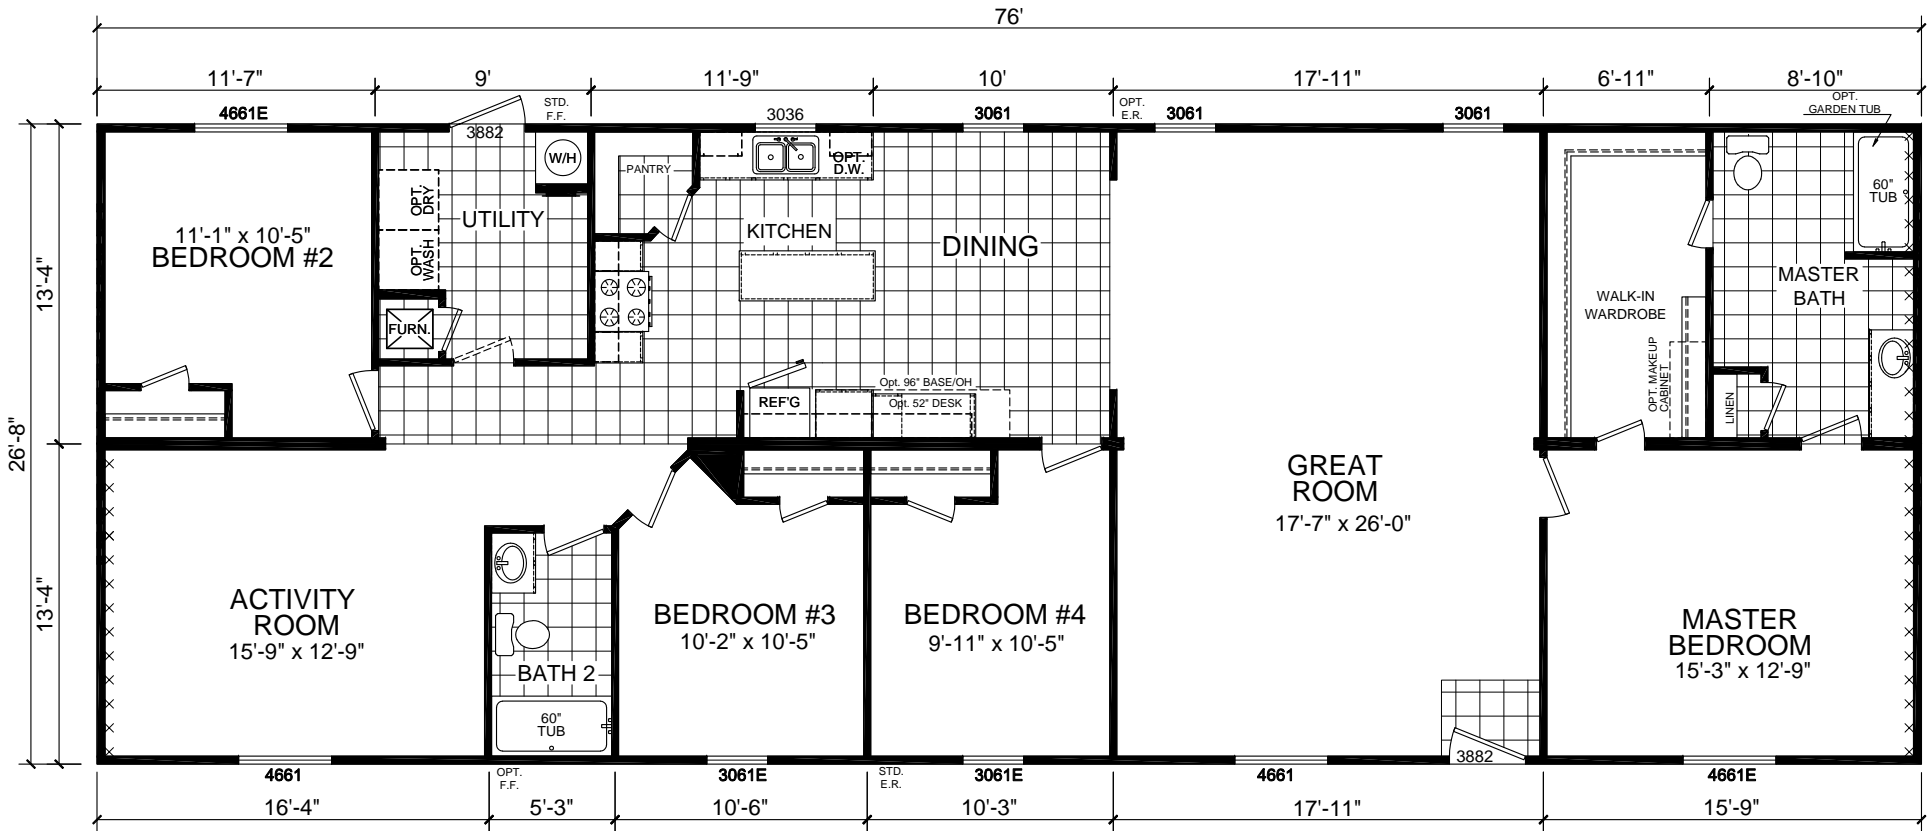 76'
11'-7" 9' 11'-9" 10' 17'-11" 6'-11" 8'-10"
4661E
3882
STD.
F.F.
3036
3061
OPT.
E.R.
3061
3061
OPT.
GARDEN TUB
26'-8"
13'-4"
13'-4"
11'-1" x 10'-5"
BEDROOM #2
OPT.
DRY
OPT.
WASH
UTILITY
W/H
FURN.
PANTRY
OPT.
D.W.
KITCHEN
DINING
REF'G
Opt. 96" BASE/OH
Opt. 52" DESK
WALK-IN
WARDROBE
OPT. MAKEUP
CABINET
60"
TUB
MASTER
BATH
LINEN
ACTIVITY
ROOM
15'-9" x 12'-9"
BATH 2
60"
TUB
BEDROOM #3
10'-2" x 10'-5"
BEDROOM #4
9'-11" x 10'-5"
GREAT
ROOM
17'-7" x 26'-0"
MASTER
BEDROOM
15'-3" x 12'-9"
4661
OPT.
F.F.
3061E
STD.
E.R.
3061E
4661
3882
4661E
16'-4" 5'-3" 10'-6" 10'-3" 17'-11" 15'-9"